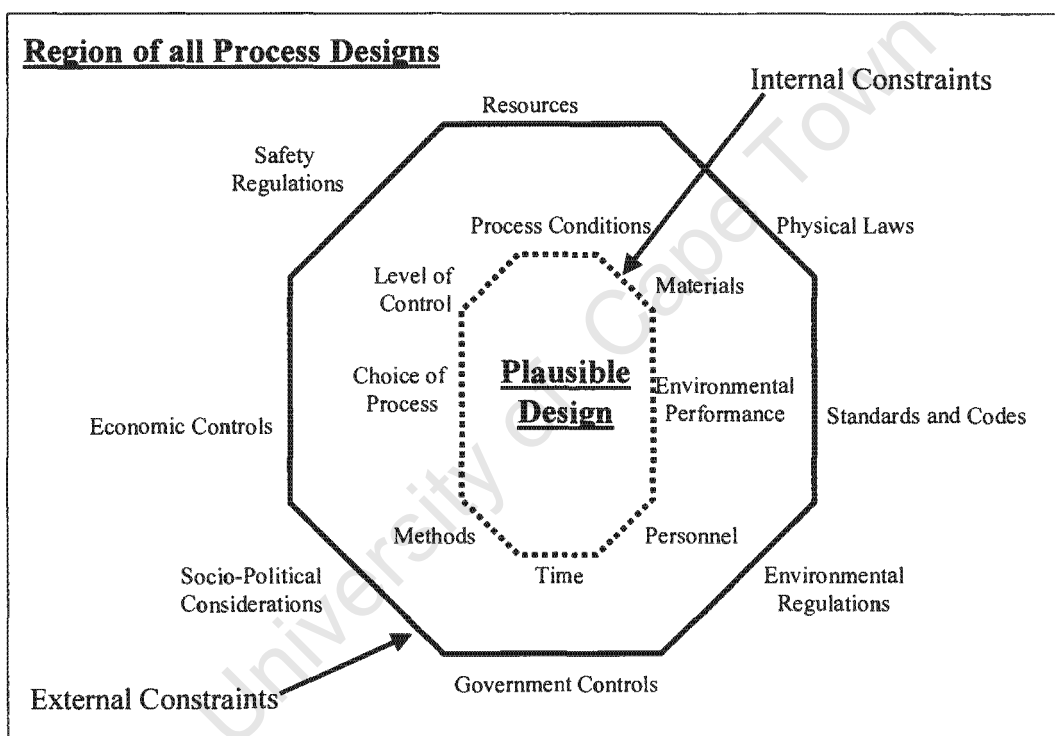 Region of all Process Designs
Internal Constraints
Resources
Safety
Regulations
Process Conditions
Physical Laws
Level of
Control
Materials
Choice of
Process
Plausible
Design
Environmental
Performance
Economic Controls
Standards and Codes
Methods
Personnel
Time
Socio-Political
Considerations
Environmental
Regulations
Government Controls
External Constraints
University of Cape Town